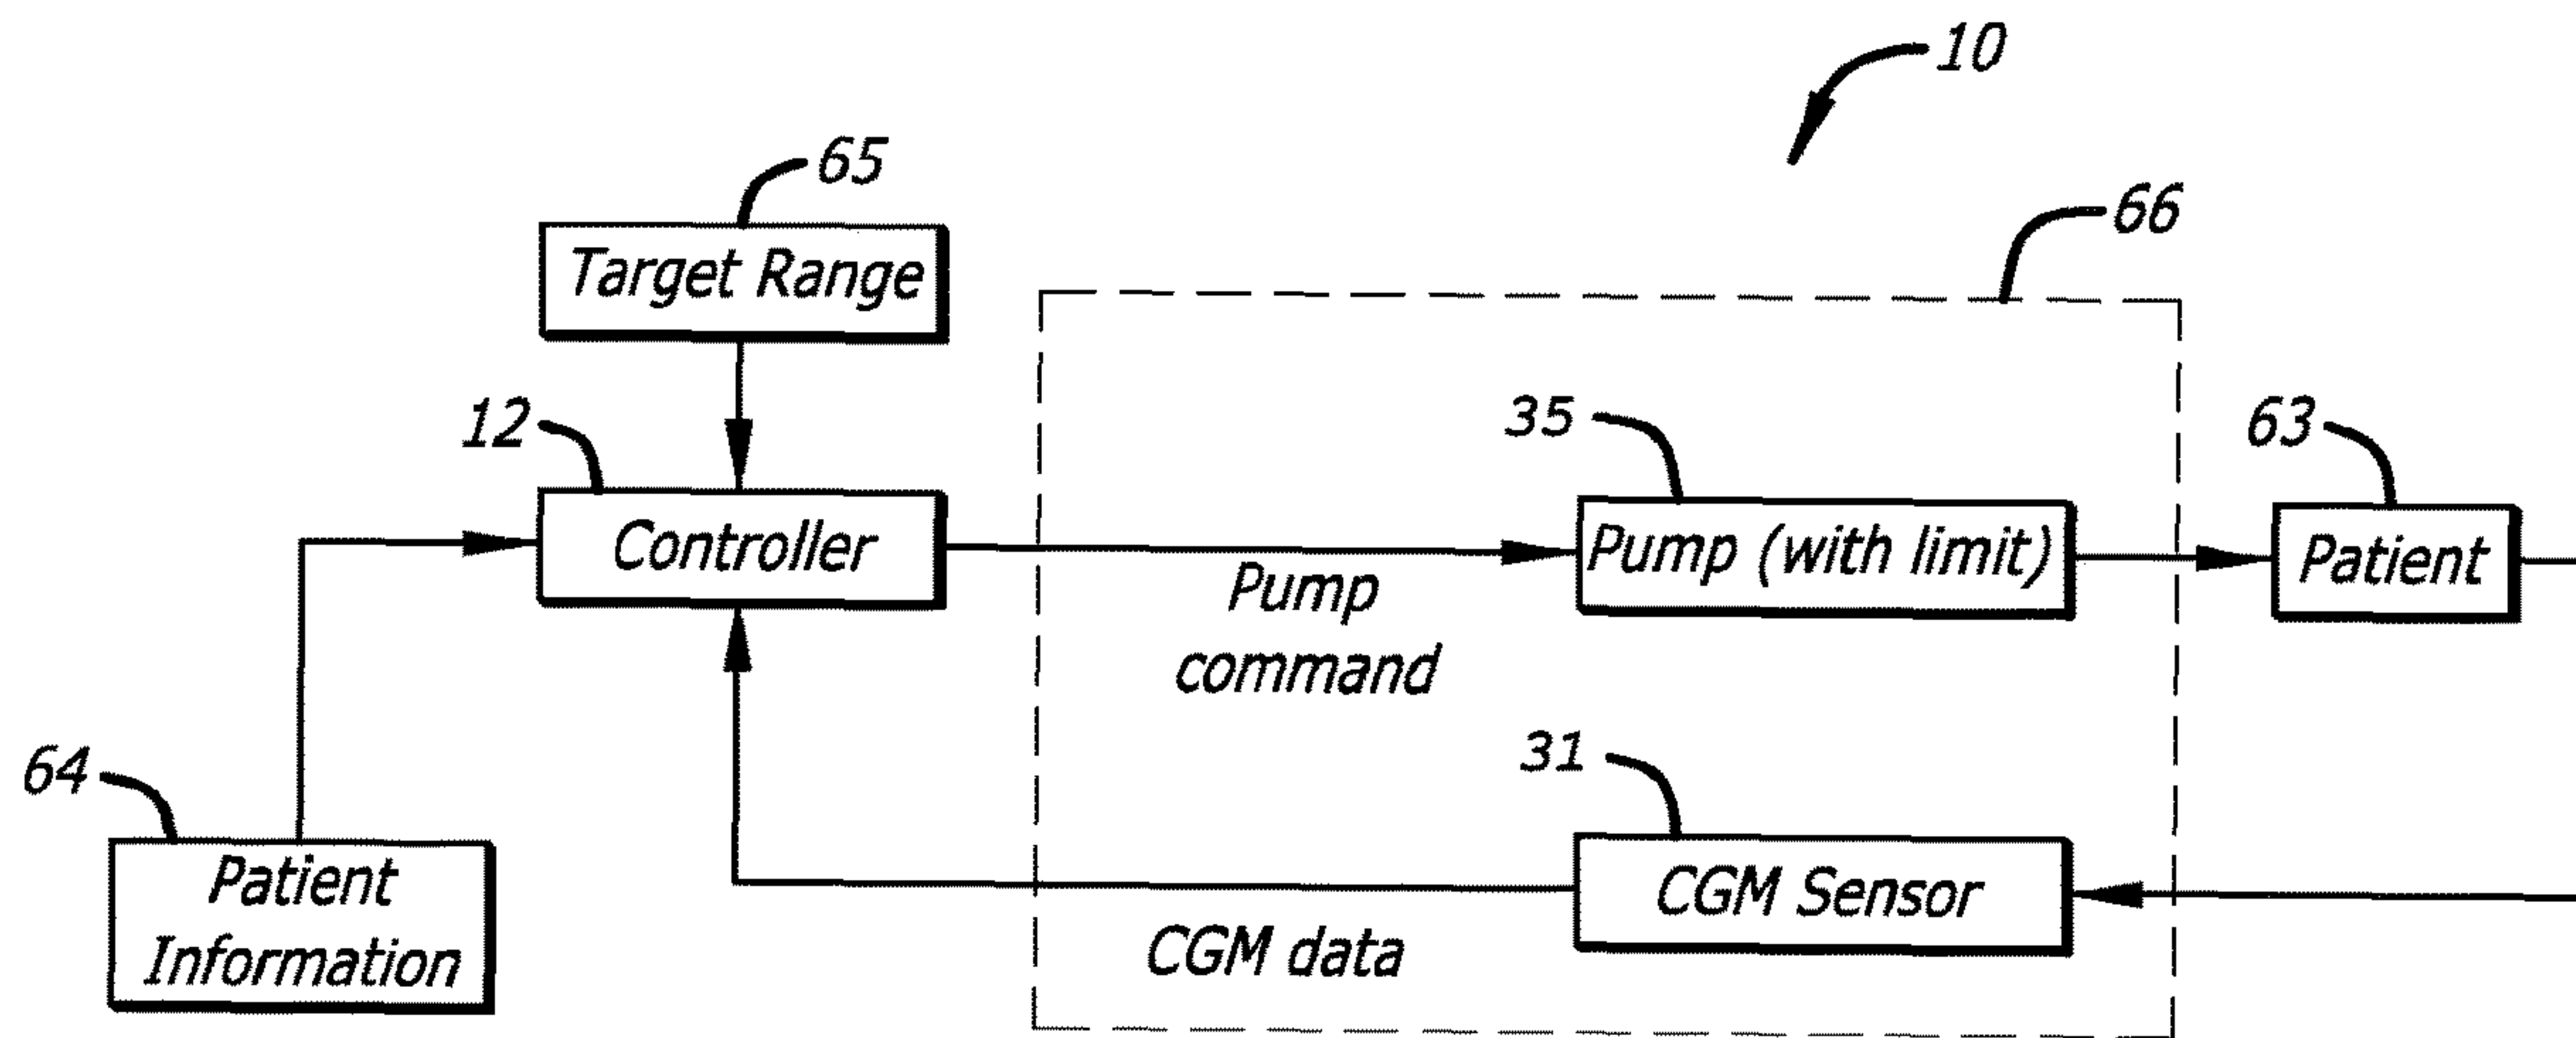 10
65
66
Target Range
12
35
63
Controller
Pump (with limit)
Patient
Pump
command
64
31
Patient
Information
CGM Sensor
CGM data